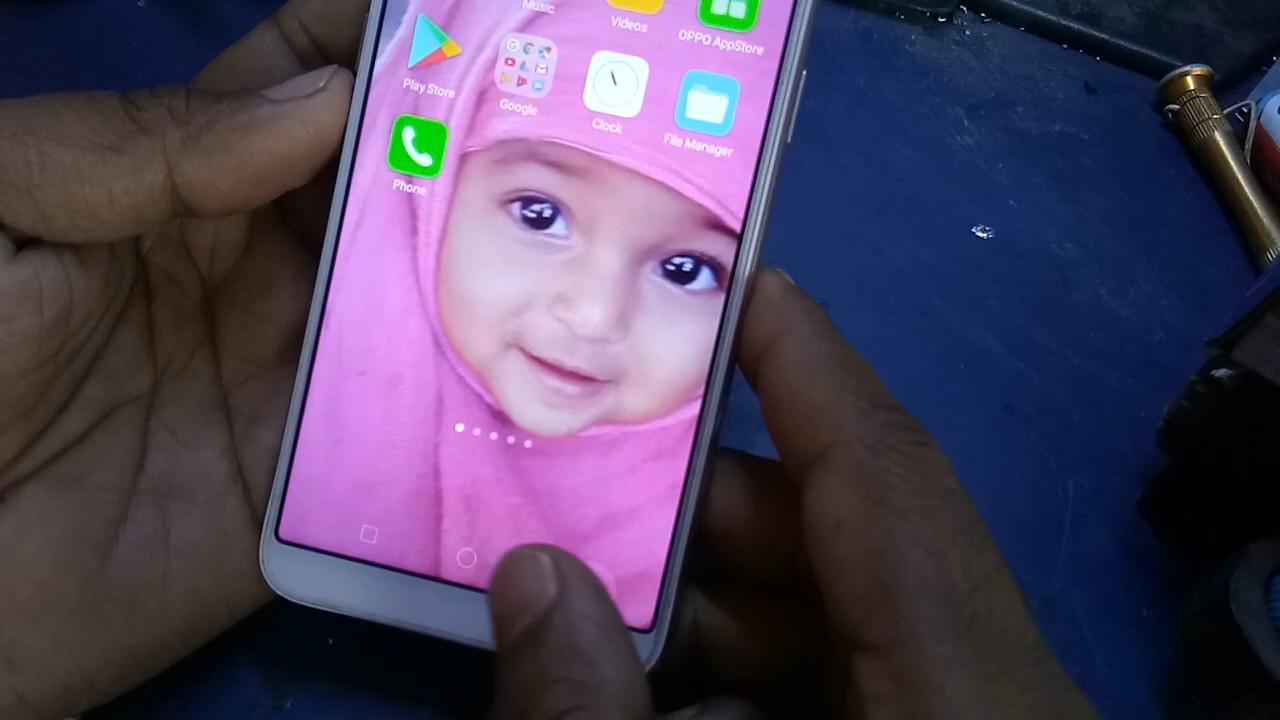 Music
Videos
OPPO AppStore
Play Store
Google
Clock
File Manager
Phone